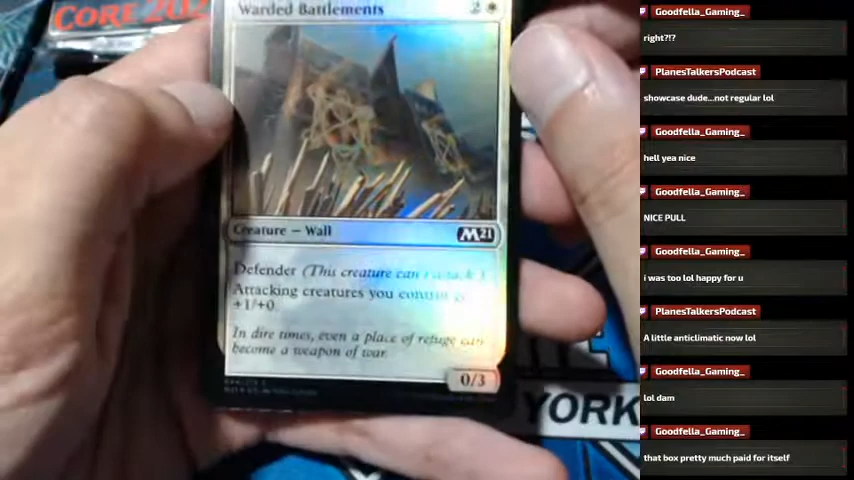 CORE 202
Warded Battlements
2
Creature — Wall
M21
Defender (This creature can't attack.)
Attacking creatures you control get
+1/+0.
In dire times, even a place of refuge can
become a weapon of war.
0/3
YORK
Goodfella_Gaming_
right?!?
PlanesTalkersPodcast
showcase dude...not regular lol
Goodfella_Gaming_
hell yea nice
Goodfella_Gaming_
NICE PULL
Goodfella_Gaming_
i was too lol happy for u
PlanesTalkersPodcast
A little anticlimatic now lol
Goodfella_Gaming_
lol dam
Goodfella_Gaming_
that box pretty much paid for itself